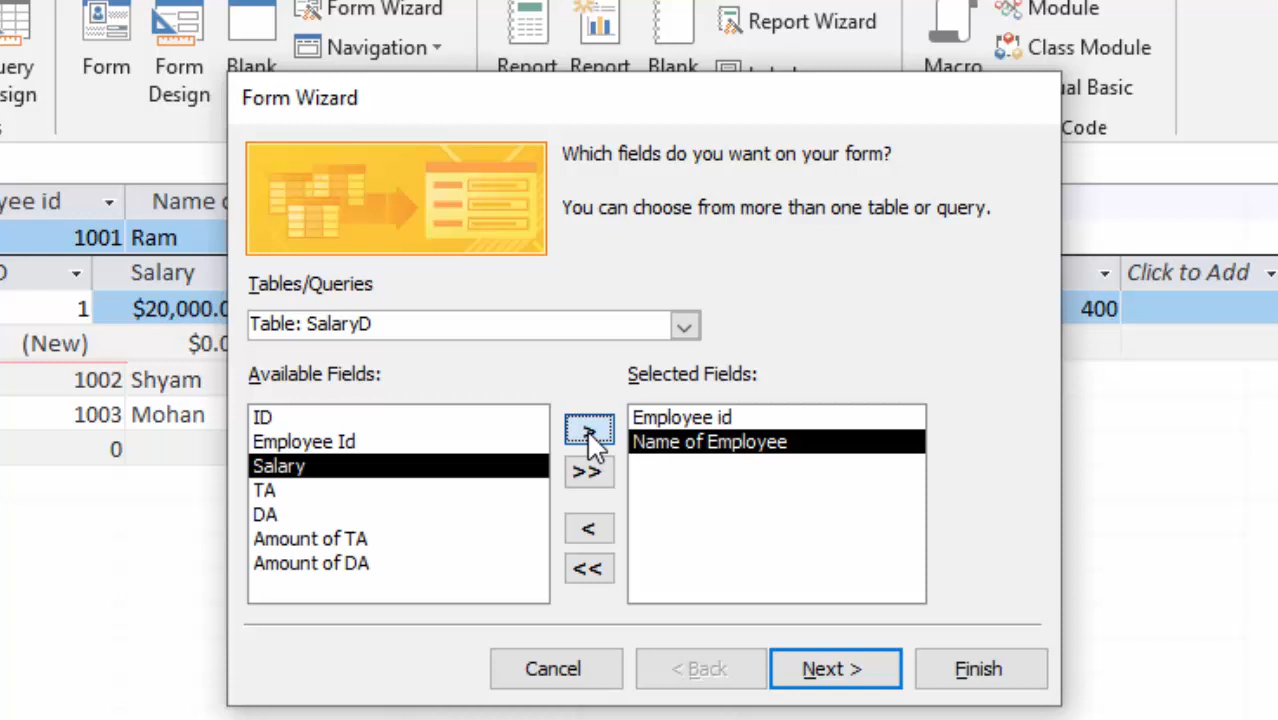 Form Wizard
Report Wizard
Module
Navigation
Class Module
ery
sign
Form
Form
Design
Blank
Report
Report
Blank
Macro
ual Basic
Code
Form Wizard
Which fields do you want on your form?
You can choose from more than one table or query.
yee id
Name
1001 Ram
Salary
Click to Add
1
$20,000.0
400
(New)
$0.0
1002 Shyam
1003 Mohan
0
Tables/Queries
Table: SalaryD
Available Fields:
Selected Fields:
ID
Employee Id
Salary
TA
DA
Amount of TA
Amount of DA
>
>>
<
<<
Employee id
Name of Employee
Cancel
< Back
Next >
Finish